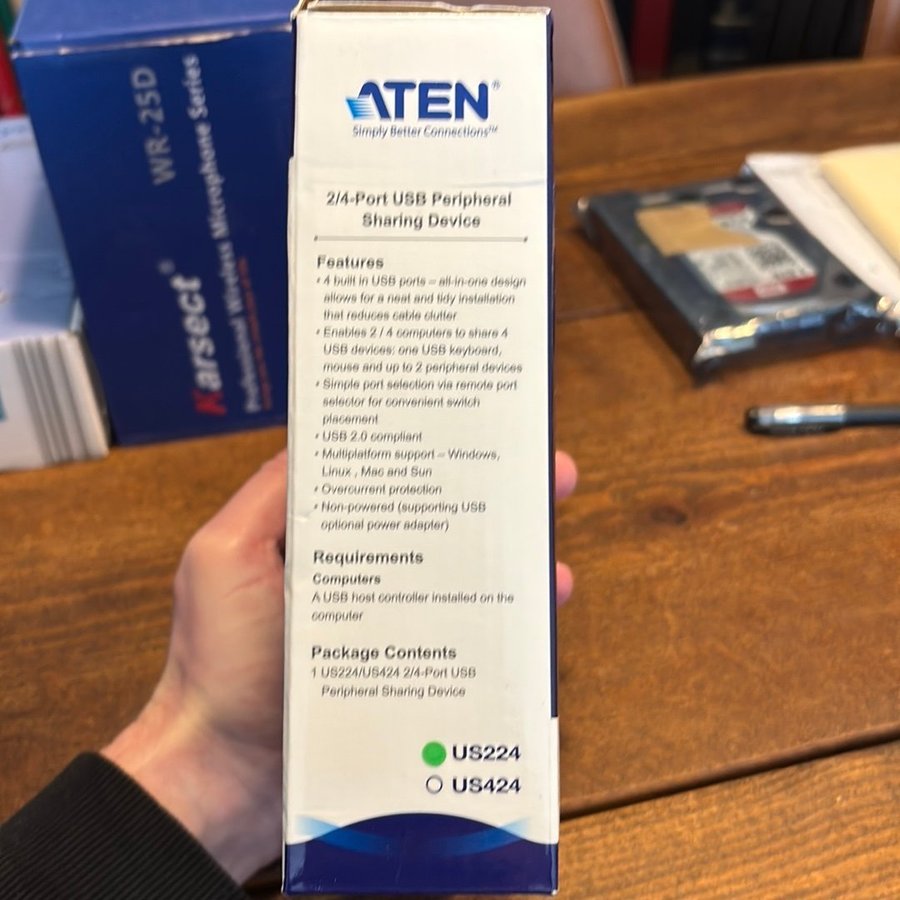 ATEN®
Simply Better Connections™
2/4-Port USB Peripheral
Sharing Device
Features
• 4 built in USB ports – all-in-one design
allows for a neat and tidy installation
that reduces cable clutter
• Enables 2 / 4 computers to share 4
USB devices: one USB keyboard,
mouse and up to 2 peripheral devices
• Simple port selection via remote port
selector for convenient switch
placement
• USB 2.0 compliant
• Multiplatform support – Windows,
Linux , Mac and Sun
• Overcurrent protection
• Non-powered (supporting USB
optional power adapter)
Requirements
Computers
A USB host controller installed on the
computer
Package Contents
1 US224/US424 2/4-Port USB
Peripheral Sharing Device
US224
US424
WR-25D
Karsect®
Professional Wireless Microphone Series